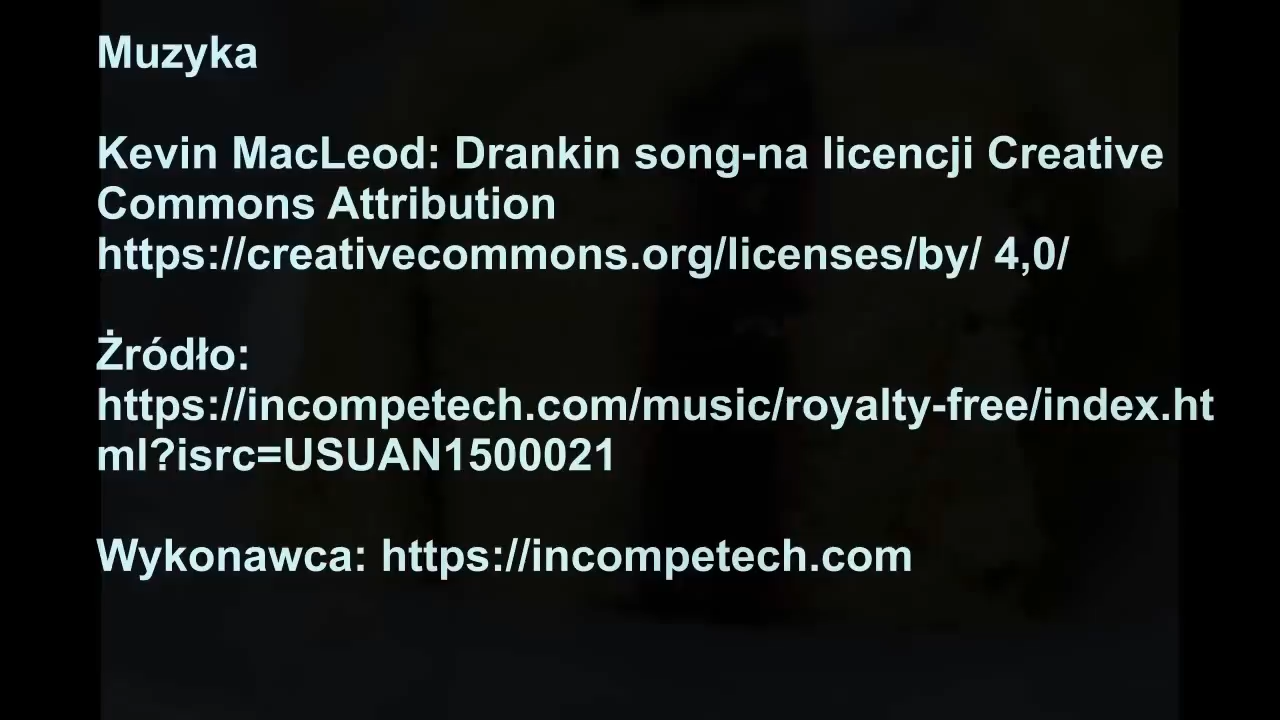 Muzyka
Kevin MacLeod: Drankin song-na licencji Creative
Commons Attribution
https://creativecommons.org/licenses/by/ 4,0/
Żródło:
https://incompetech.com/music/royalty-free/index.ht
ml?isrc=USUAN1500021
Wykonawca: https://incompetech.com